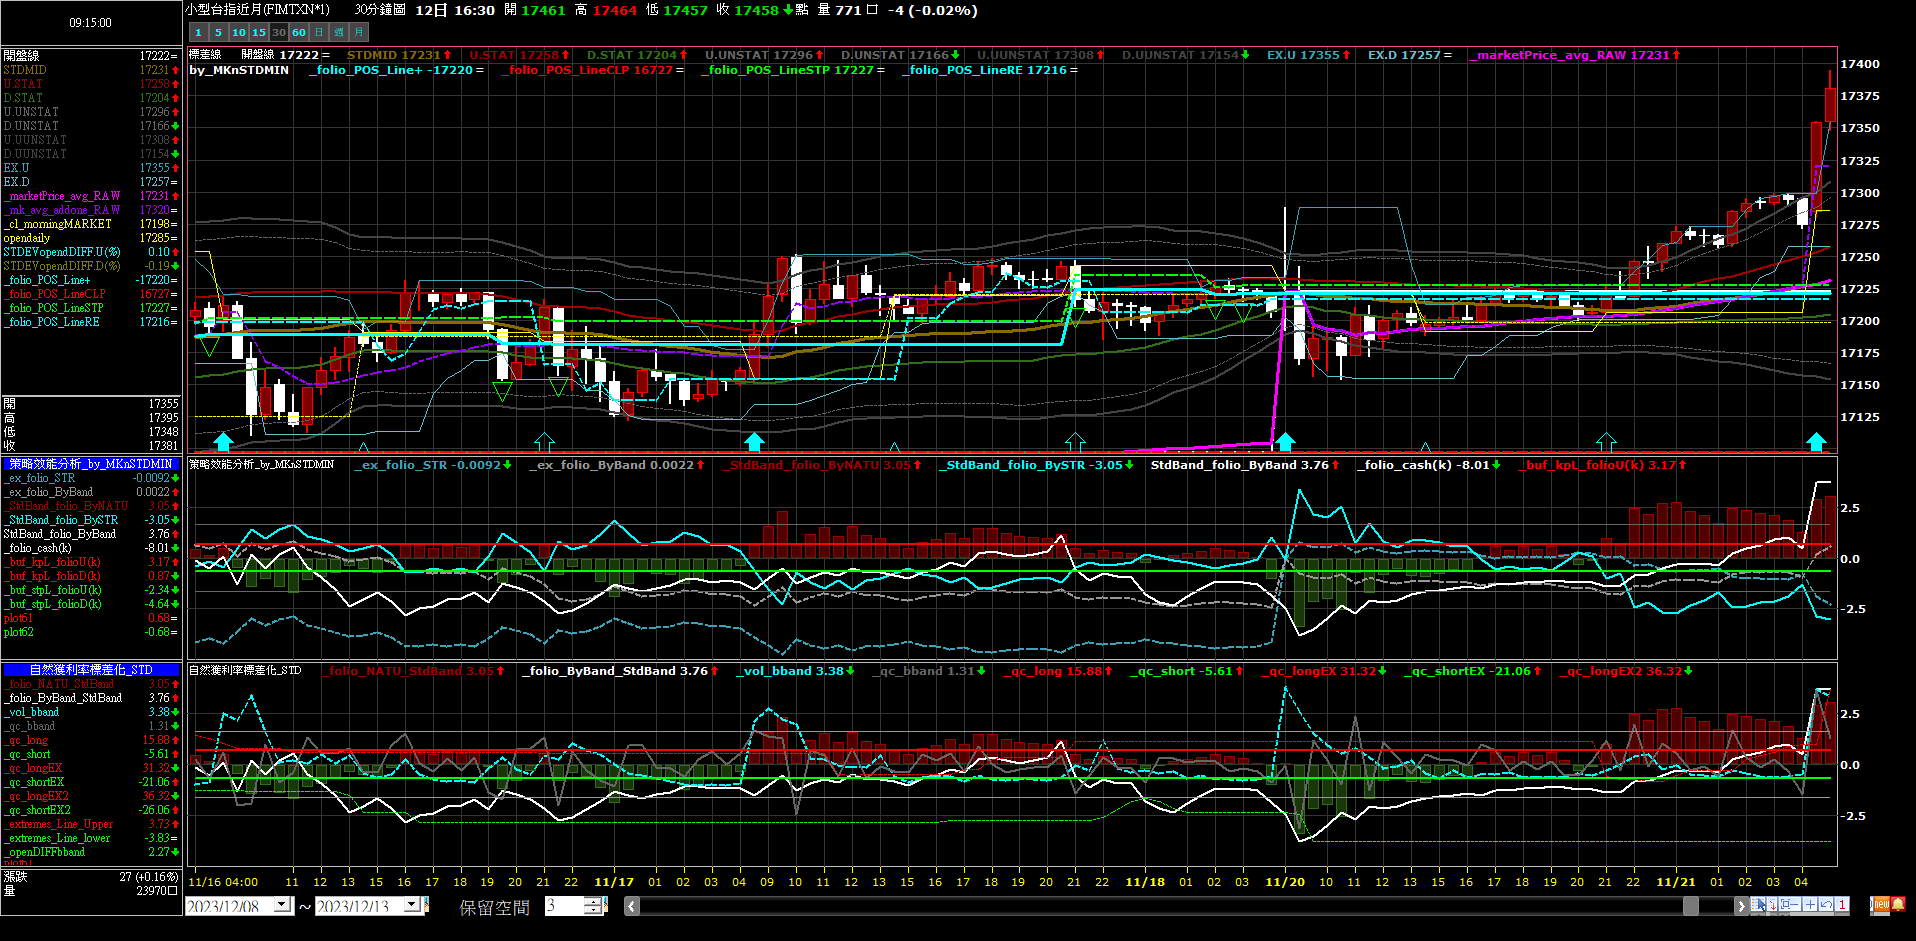 小型台指近月(FIMTXN*1) 30分鐘圖 12日 16:30 開 17461 高 17464 低 17457 收 17458 點 量 771口 -4 (-0.02%)
09:15:00
1 5 10 15 30 60 日 週 月
標差線 開盤線 17222 = STDMID 17231 U.STAT 17258 D.STAT 17204 U.UNSTAT 17296 D.UNSTAT 17166 U.UUNSTAT 17308 D.UUNSTAT 17154 EX.U 17355 EX.D 17257 = _marketPrice_avg_RAW 17231
by_MKnSTDMIN _folio_POS_Line+ -17220 = _folio_POS_LineCLP 16727 = _folio_POS_LineSTP 17227 = _folio_POS_LineRE 17216 =
開盤線 17222=
STDMID 17231
U.STAT 17258
D.STAT 17204
U.UNSTAT 17296
D.UNSTAT 17166
U.UUNSTAT 17308
D.UUNSTAT 17154
EX.U 17355
EX.D 17257=
_marketPrice_avg_RAW 17231
_mk_avg_addons_RAW 17320=
_cl_morningMARKET 17198=
opendaily 17285=
STDEVopendDIFF.U(%) 0.10
STDEVopendDIFF.D(%) -0.19
_folio_POS_Line+ -17220=
_folio_POS_LineCLP 16727=
_folio_POS_LineSTP 17227=
_folio_POS_LineRE 17216=
開 17355
高 17395
低 17348
收 17381
17400
17375
17350
17325
17300
17275
17250
17225
17200
17175
17150
17125
策略效能分析_by_MKnSTDMIN
_ex_folio_STR -0.0092
_ex_folio_ByBand 0.0022
_StdBand_folio_ByNATU 3.05
_StdBand_folio_BySTR -3.05
StdBand_folio_ByBand 3.76
_folio_cash(k) -8.01
_buf_kpL_folioU(k) 3.17
_buf_kpL_folioD(k) 0.87
_buf_stpL_folioU(k) -2.34
_buf_stpL_folioD(k) -4.64
plot61 0.68=
plot62 -0.68=
策略效能分析_by_MKnSTDMIN _ex_folio_STR -0.0092 _ex_folio_ByBand 0.0022 _StdBand_folio_ByNATU 3.05 _StdBand_folio_BySTR -3.05 StdBand_folio_ByBand 3.76 _folio_cash(k) -8.01 _buf_kpL_folioU(k) 3.17
2.5
0.0
-2.5
自然獲利率標差化_STD
_folio_NATU_StdBand 3.05
_folio_ByBand_StdBand 3.76
_vol_bband 3.38
_qc_bband 1.31
_qc_long 15.88
_qc_short -5.61
_qc_longEX 31.32
_qc_shortEX -21.06
_qc_longEX2 36.32
_qc_shortEX2 -26.06
_extremes_Line_Upper 3.73
_extremes_Line_lower -3.83=
_openDIFFbband 2.27
漲跌 27 (+0.16%)
量 23970口
自然獲利率標差化_STD _folio_NATU_StdBand 3.05 _folio_ByBand_StdBand 3.76 _vol_bband 3.38 _qc_bband 1.31 _qc_long 15.88 _qc_short -5.61 _qc_longEX 31.32 _qc_shortEX -21.06 _qc_longEX2 36.32
2.5
0.0
-2.5
11/16 04:00 11 12 13 15 16 17 18 19 20 21 22 11/17 01 02 03 04 09 10 11 12 13 15 16 17 18 19 20 21 22 11/18 01 02 03 11/20 10 11 12 13 15 16 17 18 19 20 21 22 11/21 01 02 03 04
2023/12/08 ~ 2023/12/13 保留空間 3
1 new